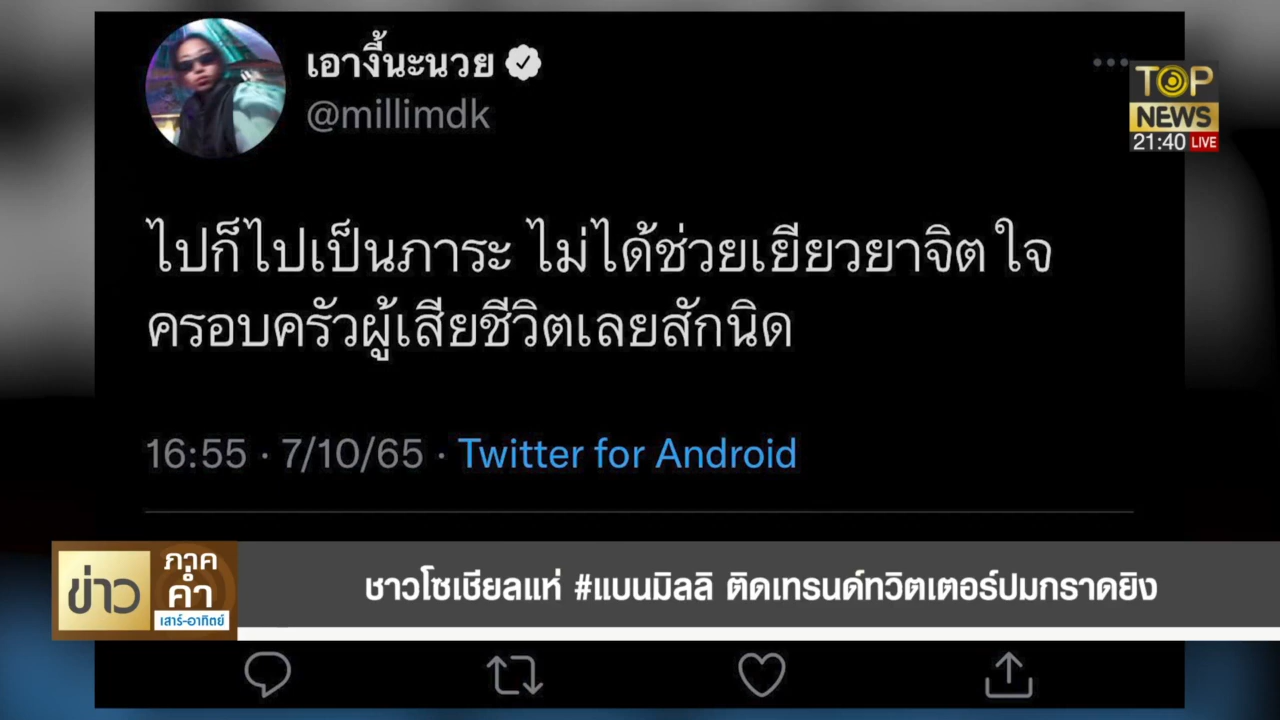 เอางี้นะนวย
@millimdk
TOP
NEWS
21:40 LIVE
ไปก็ไปเป็นภาระ ไม่ได้ช่วยเยียวยาจิตใจ
ครอบครัวผู้เสียชีวิตเลยสักนิด
16:55 · 7/10/65 · Twitter for Android
ข่าว
ภาค
ค่ำ
เสาร์-อาทิตย์
ชาวโซเชียลแห่ #แบนมิลลิ ติดเทรนด์ทวิตเตอร์ปมกราดยิง